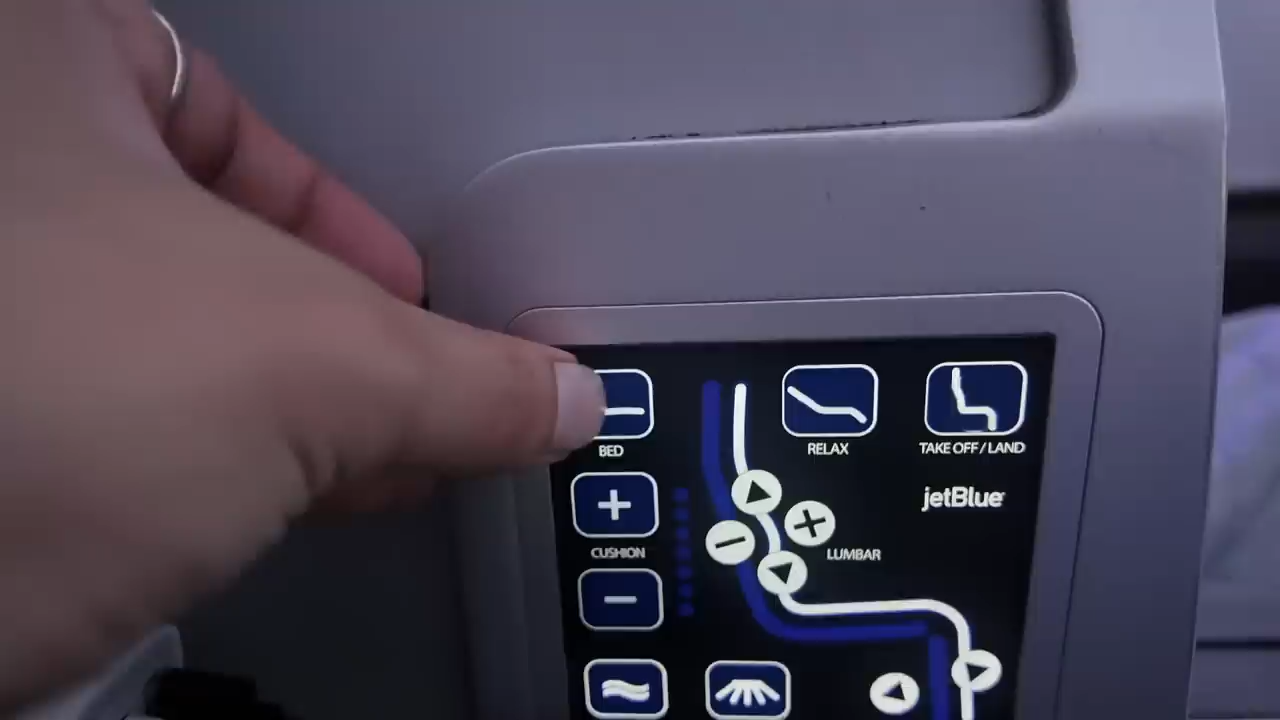 BED
RELAX
TAKE OFF / LAND
jetBlue
CUSHION
LUMBAR